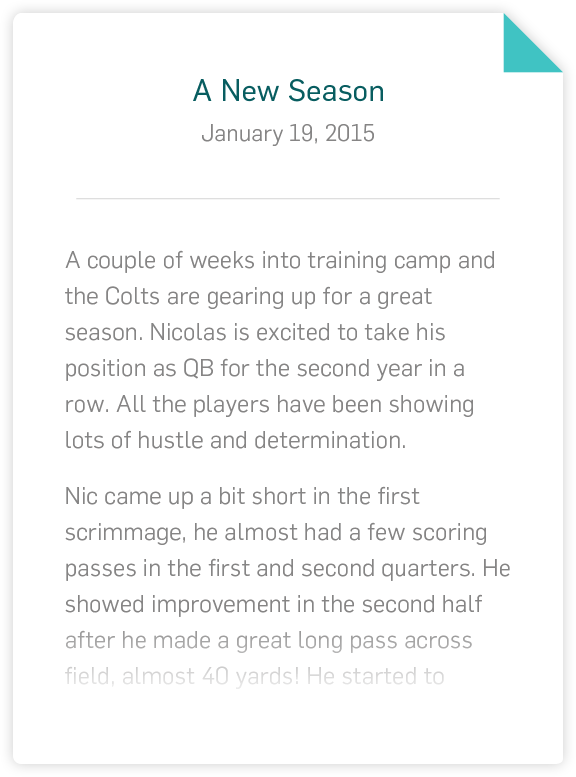 A New Season
January 19, 2015
A couple of weeks into training camp and
the Colts are gearing up for a great
season. Nicolas is excited to take his
position as QB for the second year in a
row. All the players have been showing
lots of hustle and determination.
Nic came up a bit short in the first
scrimmage, he almost had a few scoring
passes in the first and second quarters. He
showed improvement in the second half
after he made a great long pass across
field, almost 40 yards! He started to